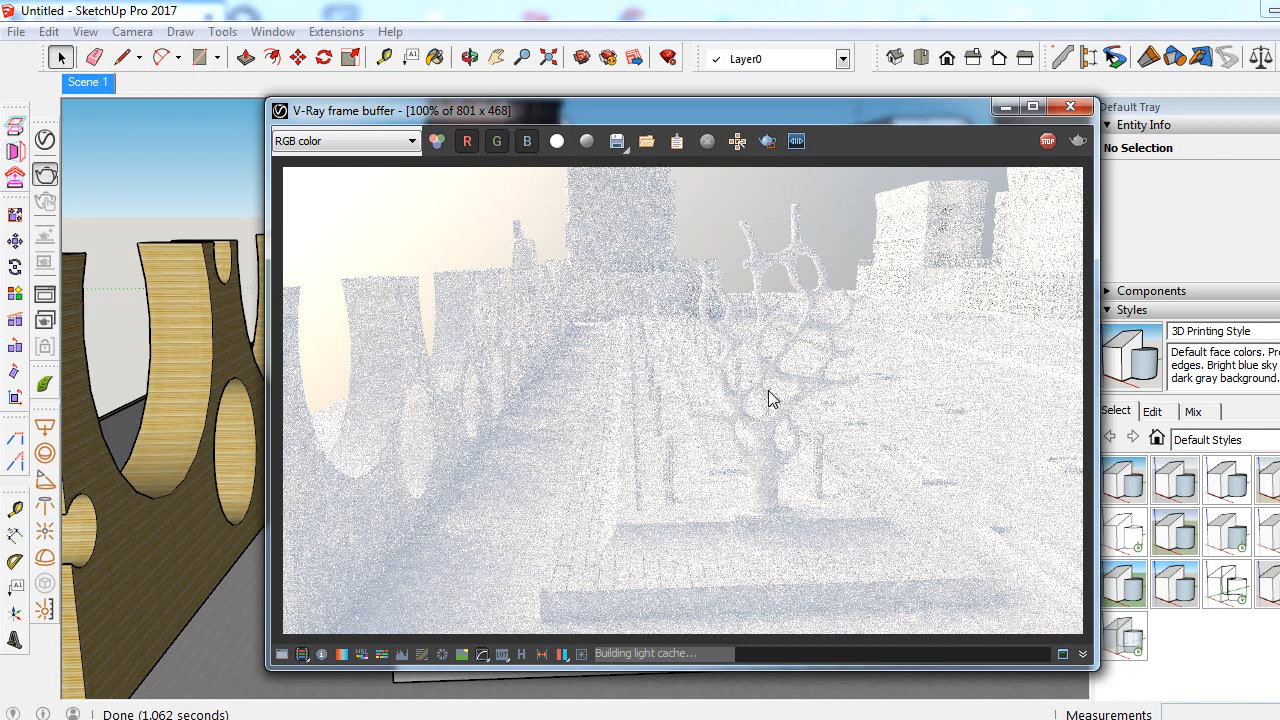 Untitled - SketchUp Pro 2017
File Edit View Camera Draw Tools Window Extensions Help
Layer0
Scene 1
V-Ray frame buffer - [100% of 801 x 468]
RGB color
R G B
STOP
Default Tray
Entity Info
No Selection
Components
Styles
3D Printing Style
Default face colors. Pr
edges. Bright blue sky
dark gray background.
Select Edit Mix
Default Styles
Building light cache...
Done (1.062 seconds)
Measurements